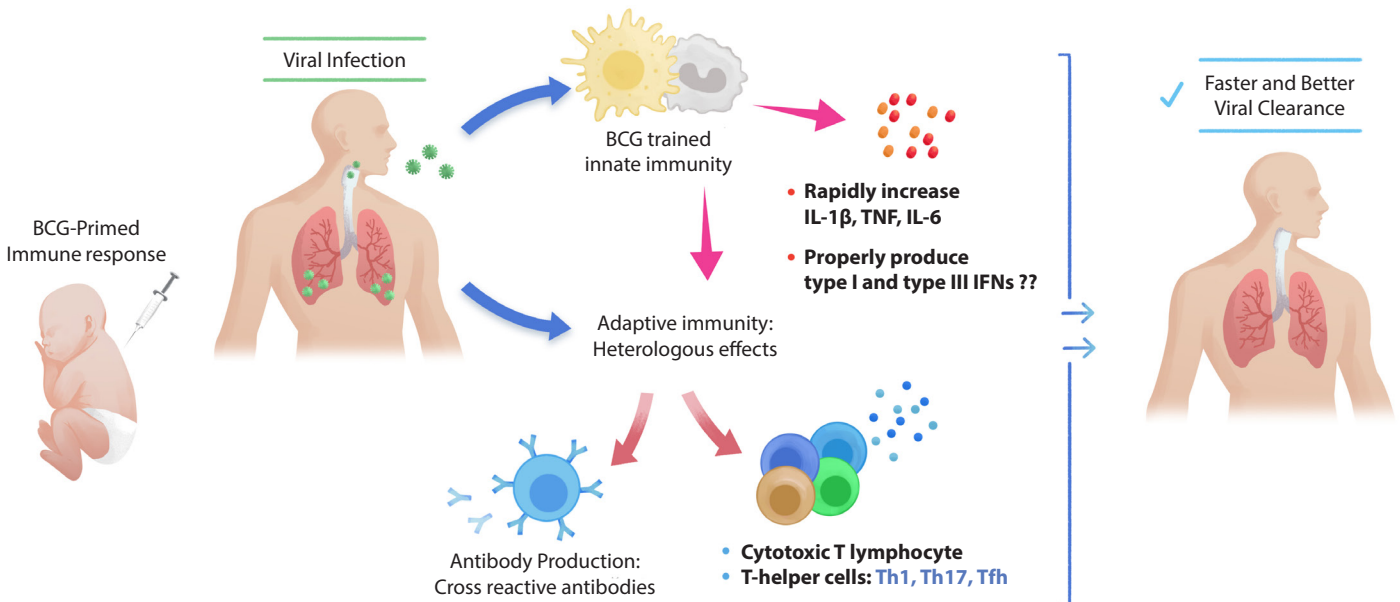 BCG-Primed
Immune response
Viral Infection
BCG trained
innate immunity
• Rapidly increase
IL-1β, TNF, IL-6
• Properly produce
type I and type III IFNs ??
Adaptive immunity:
Heterologous effects
Antibody Production:
Cross reactive antibodies
• Cytotoxic T lymphocyte
• T-helper cells: Th1, Th17, Tfh
Faster and Better
Viral Clearance